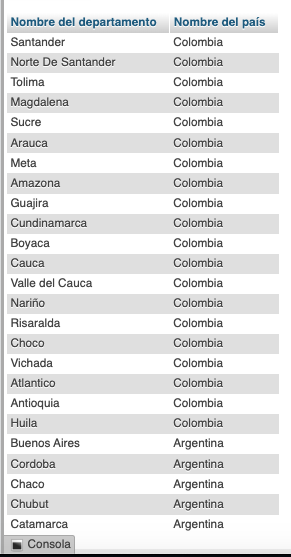 Nombre del departamento Nombre del país
Santander Colombia
Norte De Santander Colombia
Tolima Colombia
Magdalena Colombia
Sucre Colombia
Arauca Colombia
Meta Colombia
Amazona Colombia
Guajira Colombia
Cundinamarca Colombia
Boyaca Colombia
Cauca Colombia
Valle del Cauca Colombia
Nariño Colombia
Risaralda Colombia
Choco Colombia
Vichada Colombia
Atlantico Colombia
Antioquia Colombia
Huila Colombia
Buenos Aires Argentina
Cordoba Argentina
Chaco Argentina
Chubut Argentina
Catamarca Argentina
Consola